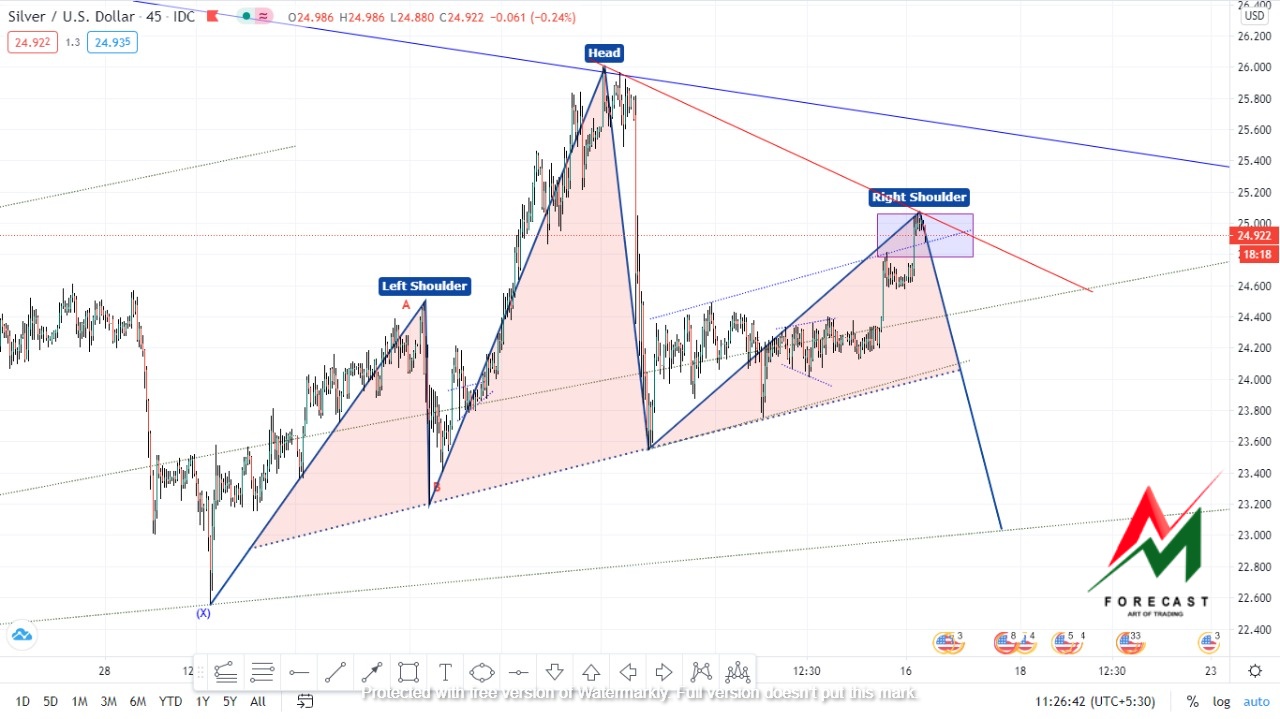 Silver / U.S. Dollar · 45 · IDC
O24.986 H24.986 L24.880 C24.922 −0.061 (−0.24%)
24.922 1.3 24.935
26.400
USD
26.200
26.000
25.800
25.600
25.400
25.200
25.000
24.922
18:18
24.600
24.400
24.200
24.000
23.800
23.600
23.400
23.200
23.000
22.800
22.600
22.400
Head
Right Shoulder
Left Shoulder
A
B
(X)
FORECAST
ART OF TRADING
3
8
4
5
4
33
3
28
12
12:30
16
18
12:30
23
T
1D 5D 1M 3M 6M YTD 1Y 5Y All
Protected with free version of Watermarkly. Full version doesn't put this mark.
11:26:42 (UTC+5:30) % log auto